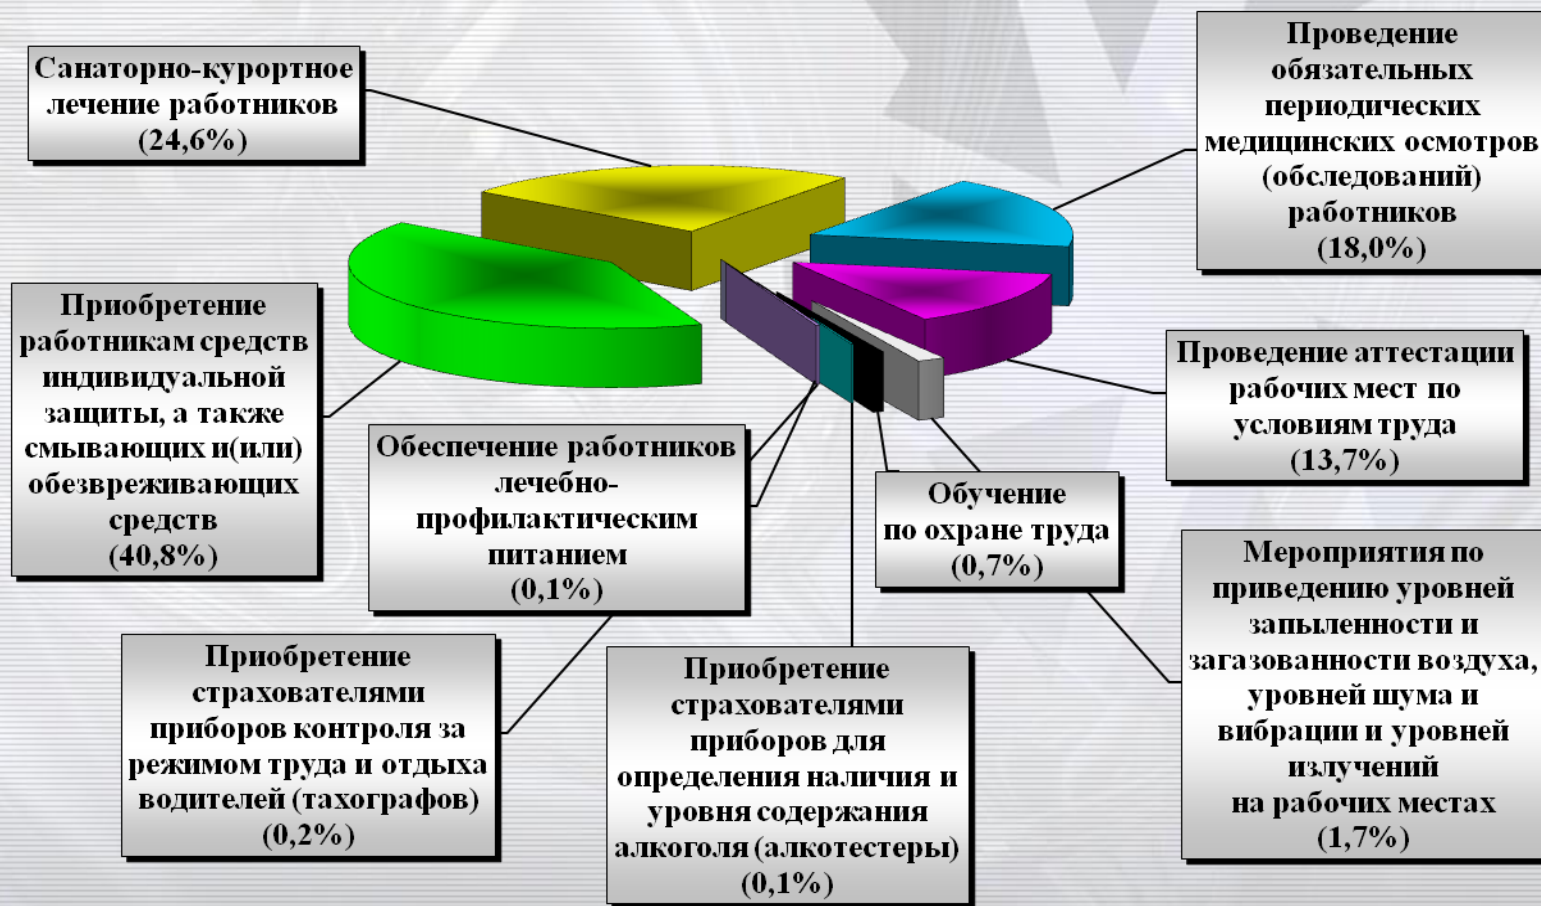 Санаторно-курортное
лечение работников
(24,6%)
Проведение
обязательных
периодических
медицинских осмотров
(обследований)
работников
(18,0%)
Приобретение
работникам средств
индивидуальной
защиты, а также
смывающих и(или)
обезвреживающих
средств
(40,8%)
Проведение аттестации
рабочих мест по
условиям труда
(13,7%)
Обеспечение работников
лечебно-
профилактическим
питанием
(0,1%)
Обучение
по охране труда
(0,7%)
Мероприятия по
приведению уровней
запыленности и
загазованности воздуха,
уровней шума и
вибрации и уровней
излучений
на рабочих местах
(1,7%)
Приобретение
страхователями
приборов контроля за
режимом труда и отдыха
водителей (тахографов)
(0,2%)
Приобретение
страхователями
приборов для
определения наличия и
уровня содержания
алкоголя (алкотестеры)
(0,1%)